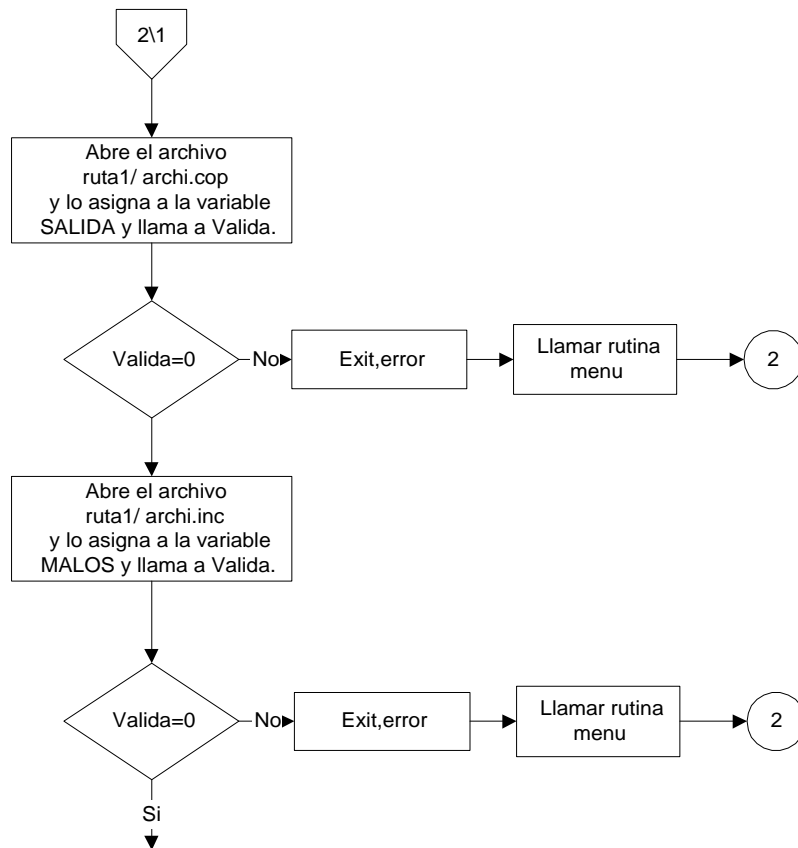 2\1
Abre el archivo
ruta1/ archi.cop
y lo asigna a la variable
SALIDA y llama a Valida.
Valida=0
No
Exit,error
Llamar rutina
menu
2
Abre el archivo
ruta1/ archi.inc
y lo asigna a la variable
MALOS y llama a Valida.
Valida=0
No
Exit,error
Llamar rutina
menu
2
Si